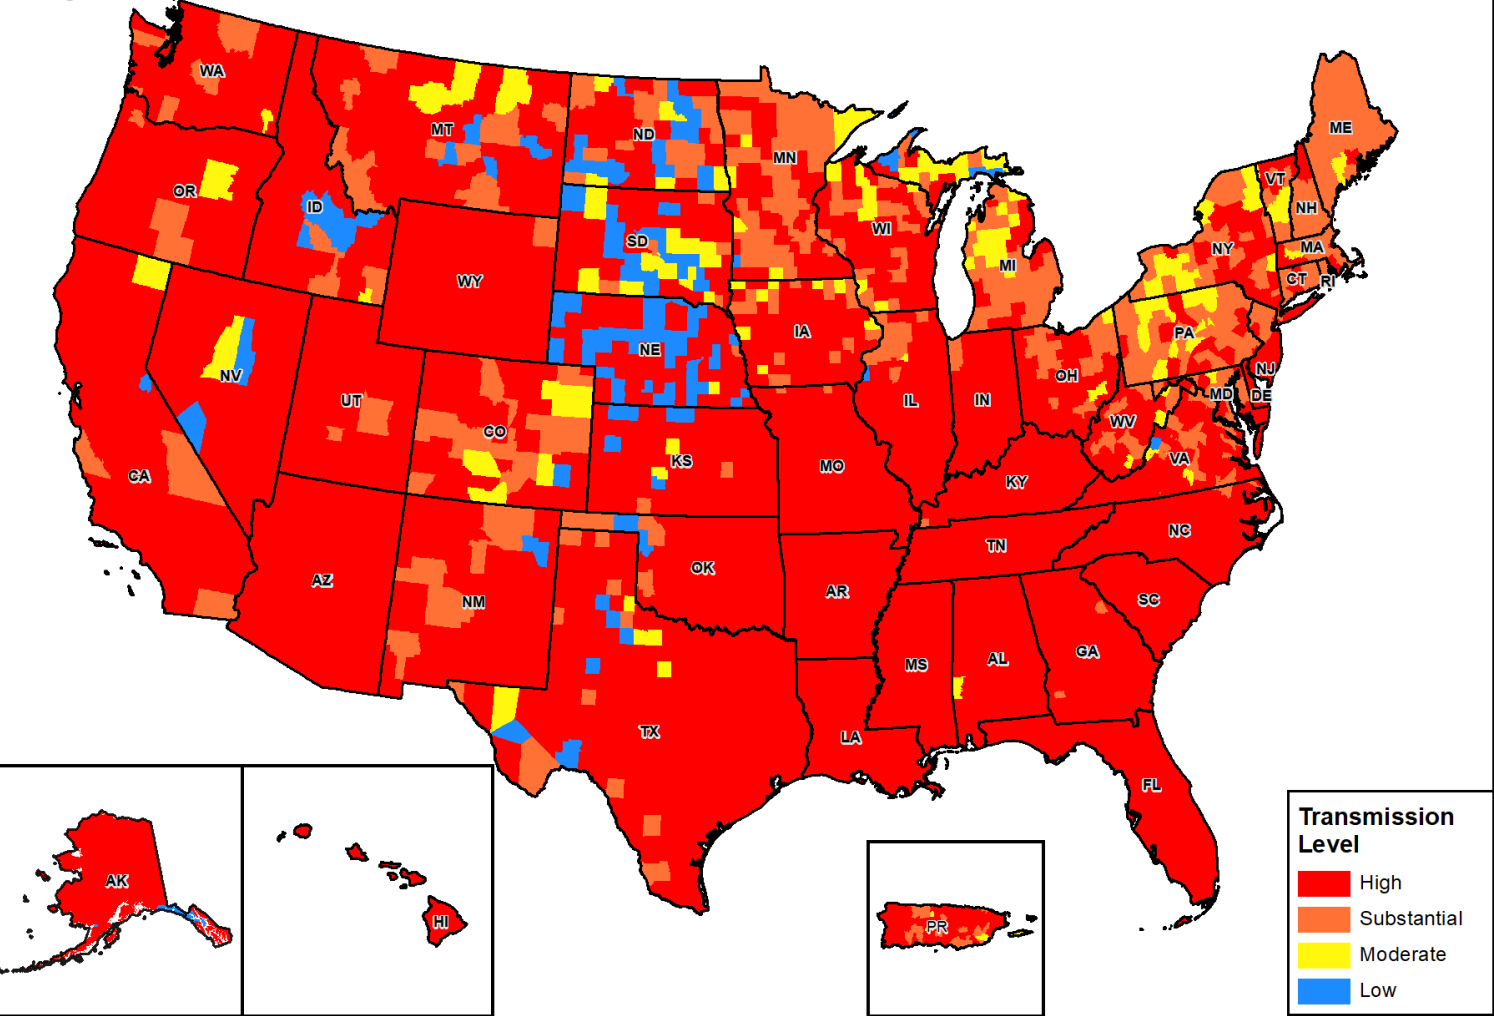 WA
MT
ND
MN
ME
OR
ID
SD
WI
MI
VT
NH
NY
MA
CT
RI
WY
IA
NE
PA
NV
UT
CO
IL
IN
OH
NJ
MD
DE
WV
CA
KS
MO
KY
VA
AZ
NM
OK
AR
TN
NC
SC
MS
AL
GA
TX
LA
FL
AK
HI
PR
Transmission
Level
High
Substantial
Moderate
Low